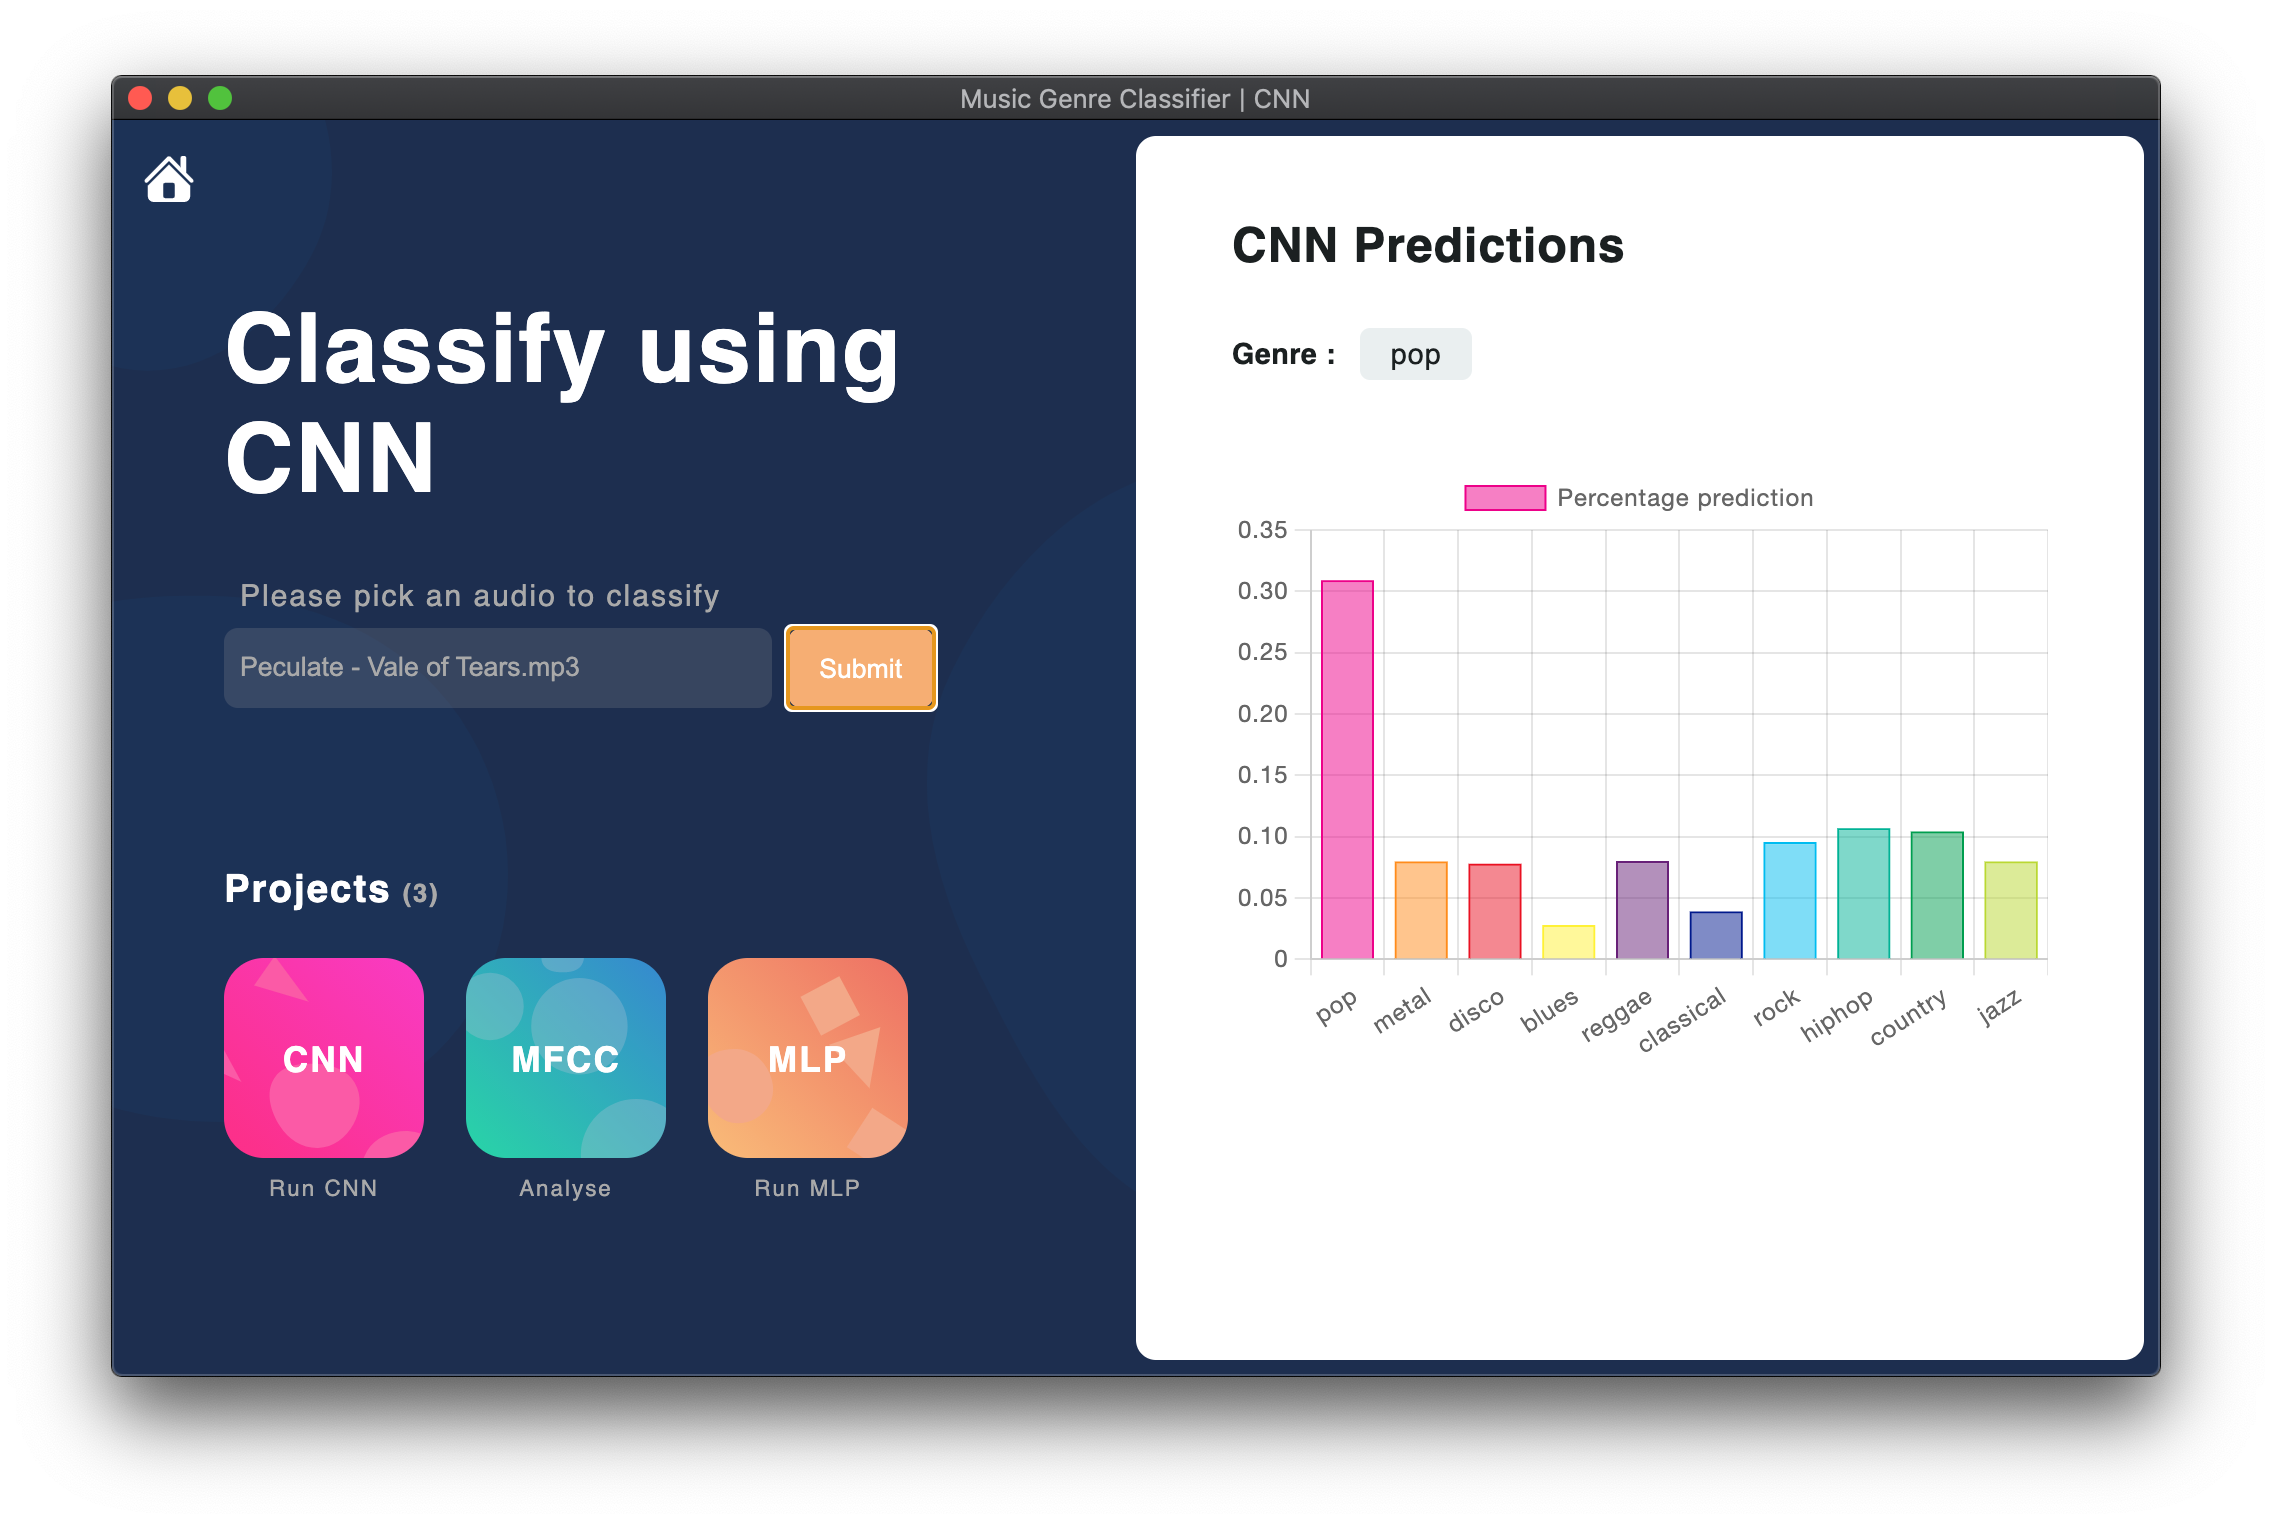 Music Genre Classifier | CNN
Classify using
CNN
Please pick an audio to classify
Peculate - Vale of Tears.mp3
Submit
Projects (3)
CNN
MFCC
MLP
Run CNN
Analyse
Run MLP
CNN Predictions
Genre :
pop
Percentage prediction
0.35
0.30
0.25
0.20
0.15
0.10
0.05
0
pop
metal
disco
blues
reggae
classical
rock
hiphop
country
jazz